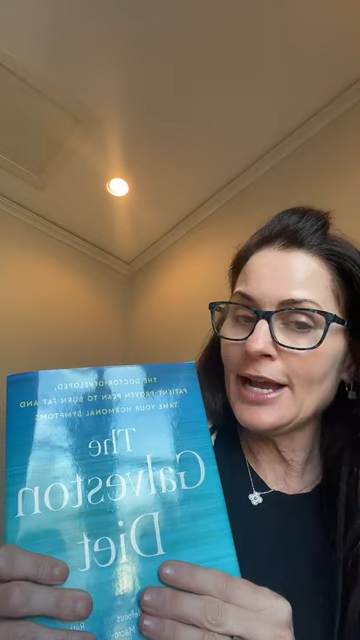 THE DOCTOR-DEVELOPED,
PATIENT-PROVEN PLAN TO BURN FAT AND
TAME YOUR HORMONAL SYMPTOMS
The
Galveston
Diet